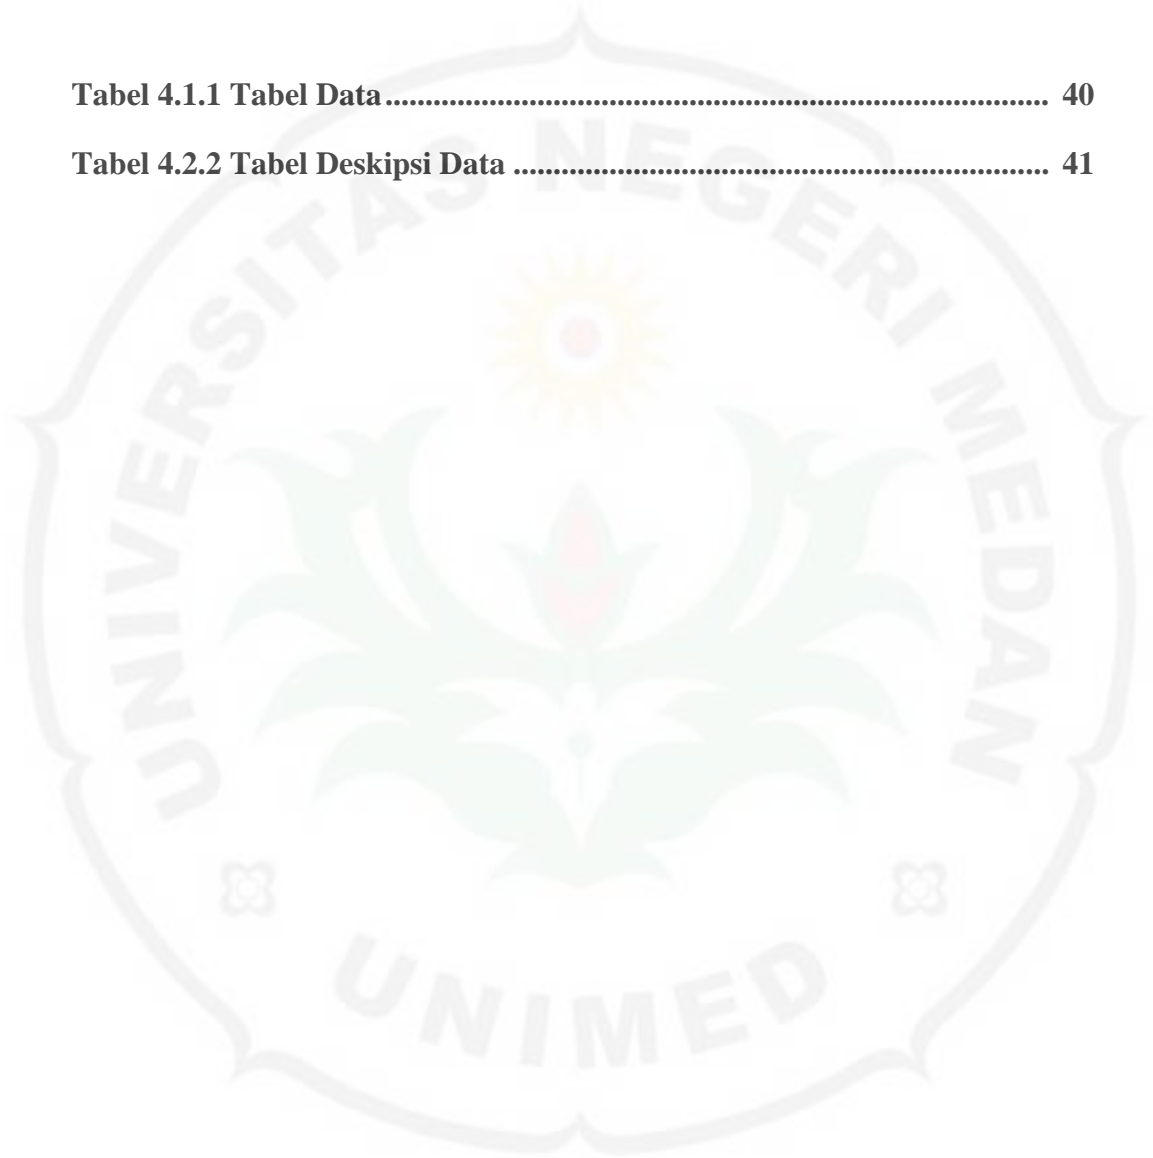 Tabel 4.1.1 Tabel Data.................................................................................. 40
Tabel 4.2.2 Tabel Deskipsi Data .................................................................. 41
UNIVERSITAS NEGERI MEDAN
UNIMED